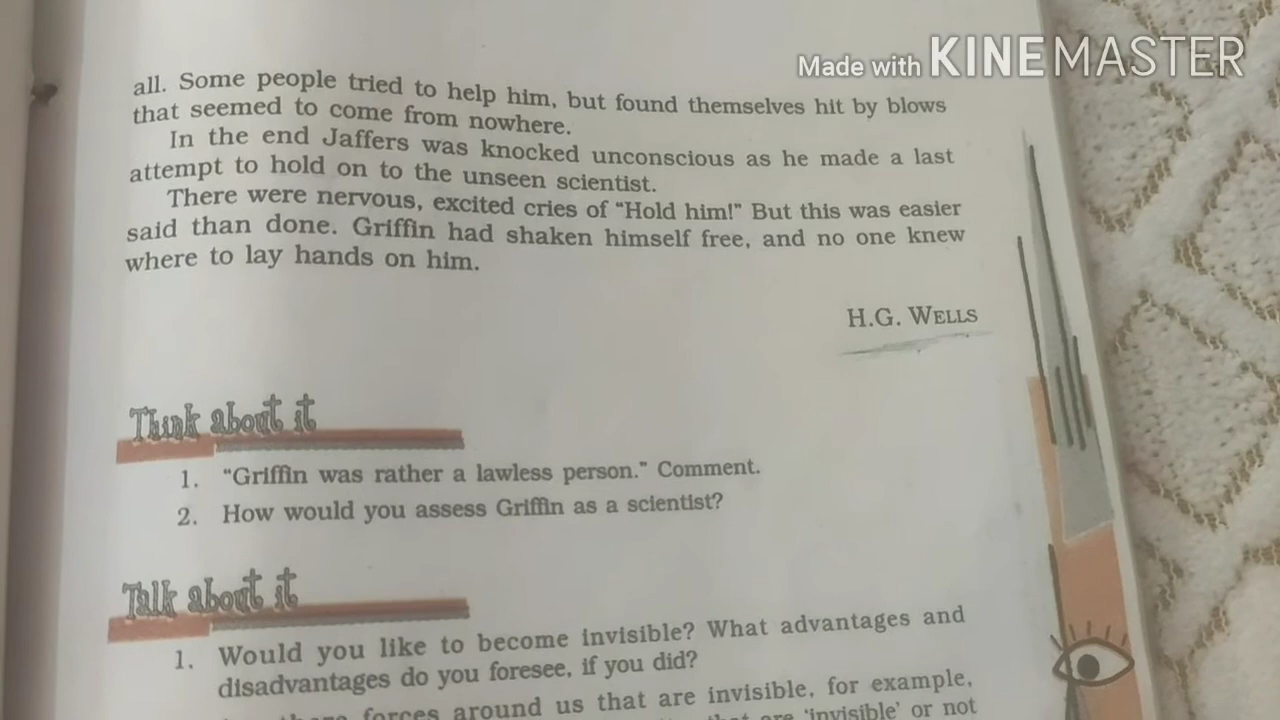 Made with KINEMASTER
all. Some people tried to help him, but found themselves hit by blows
that seemed to come from nowhere.
In the end Jaffers was knocked unconscious as he made a last
attempt to hold on to the unseen scientist.
There were nervous, excited cries of "Hold him!" But this was easier
said than done. Griffin had shaken himself free, and no one knew
where to lay hands on him.
H.G. WELLS
Think about it
1. "Griffin was rather a lawless person." Comment.
2. How would you assess Griffin as a scientist?
Talk about it
1. Would you like to become invisible? What advantages and
disadvantages do you foresee, if you did?
forces around us that are invisible, for example,
are 'invisible' or not